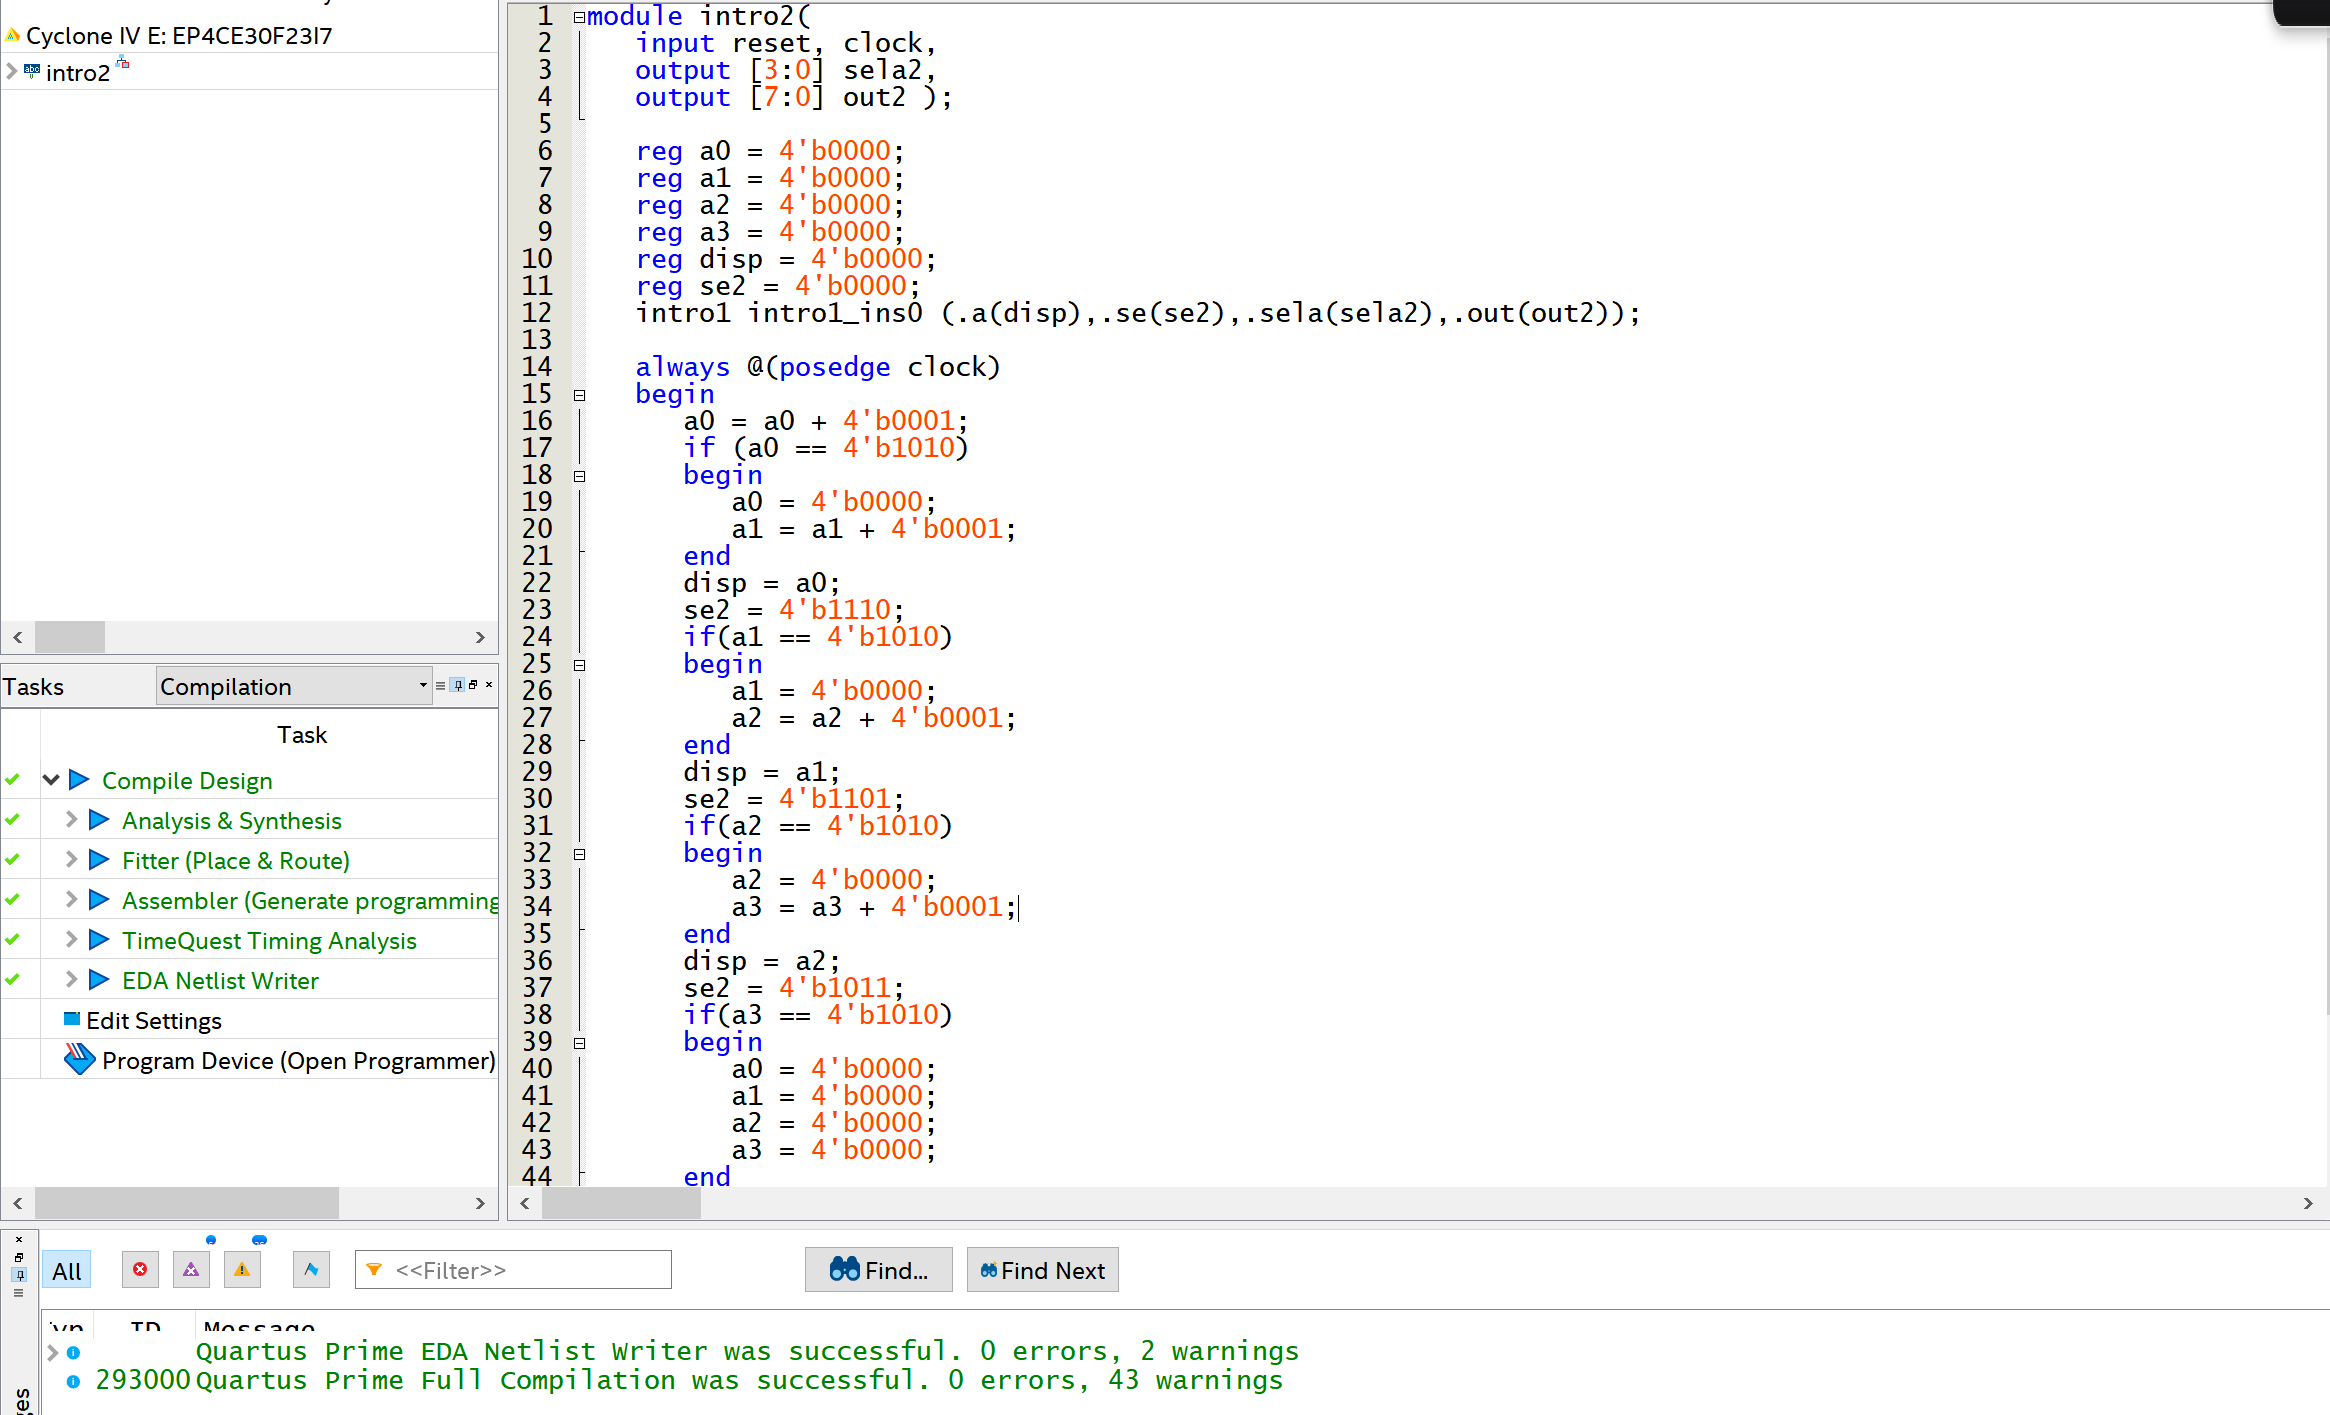 Cyclone IV E: EP4CE30F23I7
intro2
Tasks
Compilation
Task
Compile Design
Analysis & Synthesis
Fitter (Place & Route)
Assembler (Generate programming
TimeQuest Timing Analysis
EDA Netlist Writer
Edit Settings
Program Device (Open Programmer)
1 module intro2(
2 input reset, clock,
3 output [3:0] sela2,
4 output [7:0] out2 );
5
6 reg a0 = 4'b0000;
7 reg a1 = 4'b0000;
8 reg a2 = 4'b0000;
9 reg a3 = 4'b0000;
10 reg disp = 4'b0000;
11 reg se2 = 4'b0000;
12 intro1 intro1_ins0 (.a(disp),.se(se2),.sela(sela2),.out(out2));
13
14 always @(posedge clock)
15 begin
16 a0 = a0 + 4'b0001;
17 if (a0 == 4'b1010)
18 begin
19 a0 = 4'b0000;
20 a1 = a1 + 4'b0001;
21 end
22 disp = a0;
23 se2 = 4'b1110;
24 if(a1 == 4'b1010)
25 begin
26 a1 = 4'b0000;
27 a2 = a2 + 4'b0001;
28 end
29 disp = a1;
30 se2 = 4'b1101;
31 if(a2 == 4'b1010)
32 begin
33 a2 = 4'b0000;
34 a3 = a3 + 4'b0001;
35 end
36 disp = a2;
37 se2 = 4'b1011;
38 if(a3 == 4'b1010)
39 begin
40 a0 = 4'b0000;
41 a1 = 4'b0000;
42 a2 = 4'b0000;
43 a3 = 4'b0000;
44 end
All
<<Filter>>
Find...
Find Next
ID Message
Quartus Prime EDA Netlist Writer was successful. 0 errors, 2 warnings
293000 Quartus Prime Full Compilation was successful. 0 errors, 43 warnings